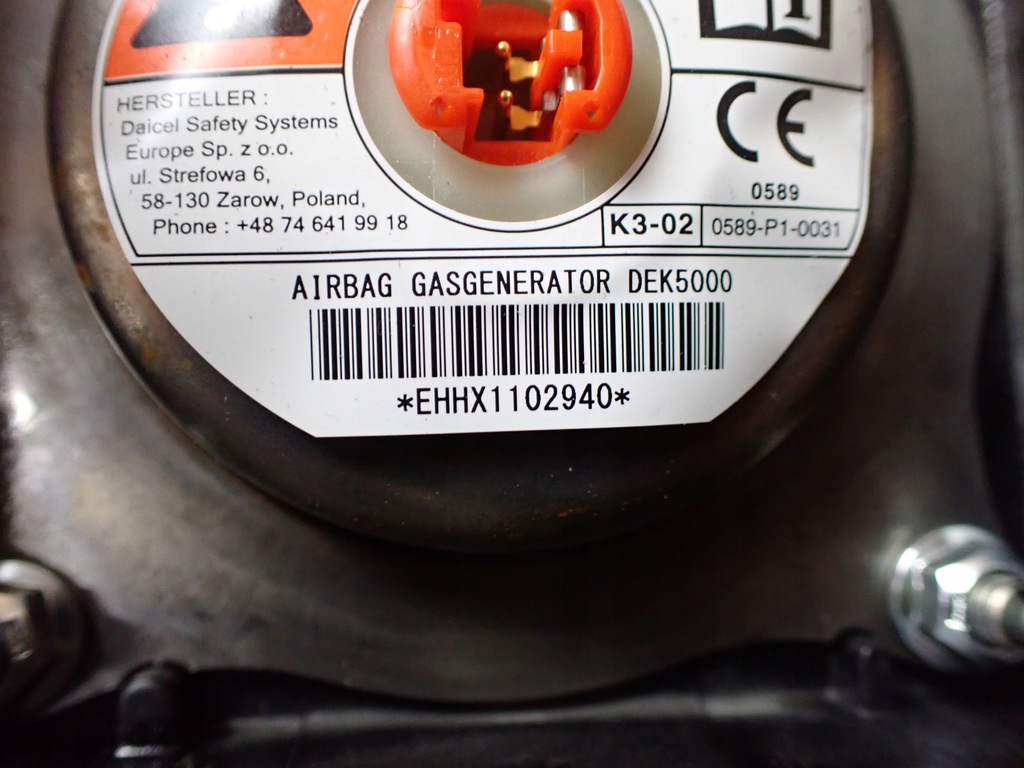 HERSTELLER :
Daicel Safety Systems
Europe Sp. z o.o.
ul. Strefowa 6,
58-130 Zarow, Poland,
Phone : +48 74 641 99 18
CE
0589
K3-02 0589-P1-0031
AIRBAG GASGENERATOR DEK5000
*EHHX1102940*